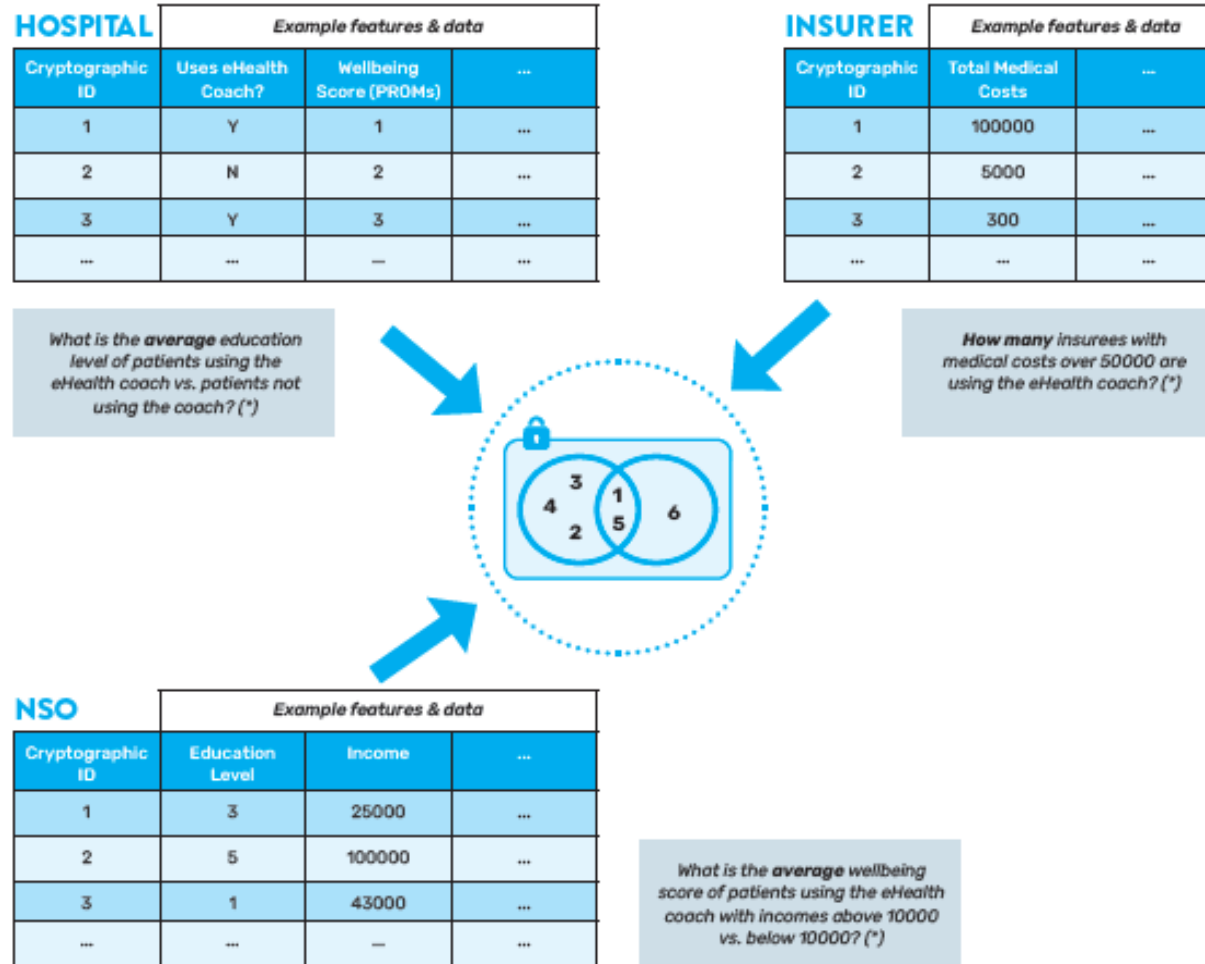 HOSPITAL
Example features & data
Cryptographic ID
Uses eHealth Coach?
Wellbeing Score (PROMs)
...
1 Y 1 ...
2 N 2 ...
3 Y 3 ...
... ... ... ...
INSURER
Example features & data
Cryptographic ID
Total Medical Costs
...
1 100000 ...
2 5000 ...
3 300 ...
... ... ...
What is the average education
level of patients using the
eHealth coach vs. patients not
using the coach? (*)
How many insurees with
medical costs over 50000 are
using the eHealth coach? (*)
3
4
2
1
5
6
NSO
Example features & data
Cryptographic ID
Education Level
Income
...
1 3 25000 ...
2 5 100000 ...
3 1 43000 ...
... ... ... ...
What is the average wellbeing
score of patients using the eHealth
coach with incomes above 10000
vs. below 10000? (*)